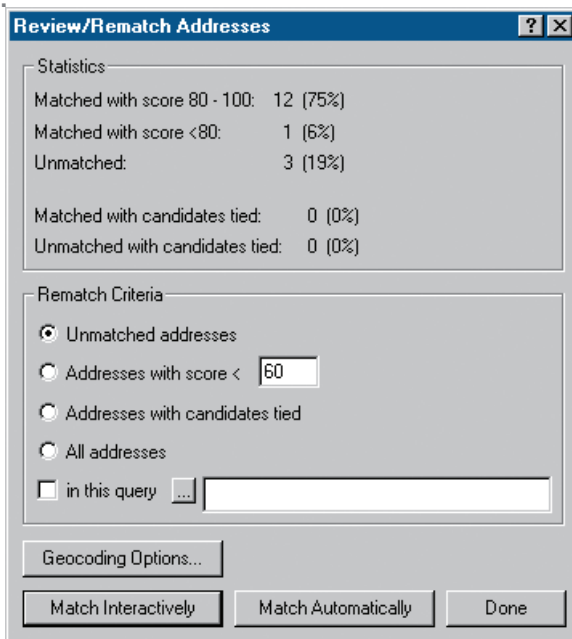 Review/Rematch Addresses
Statistics
Matched with score 80 - 100: 12 (75%)
Matched with score <80: 1 (6%)
Unmatched: 3 (19%)
Matched with candidates tied: 0 (0%)
Unmatched with candidates tied: 0 (0%)
Rematch Criteria
Unmatched addresses
Addresses with score < 60
Addresses with candidates tied
All addresses
in this query ...
Geocoding Options...
Match Interactively Match Automatically Done